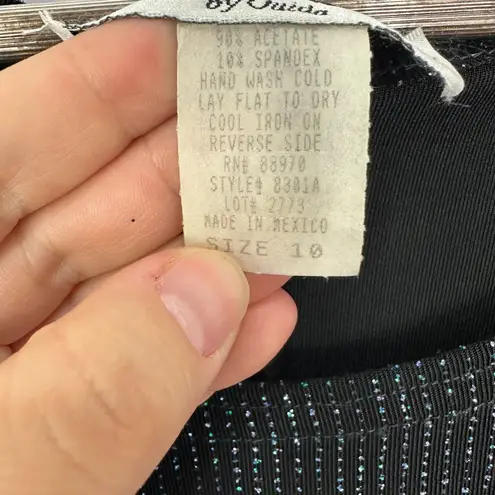 by Guido
90% ACETATE
10% SPANDEX
HAND WASH COLD
LAY FLAT TO DRY
COOL IRON ON
REVERSE SIDE
RN# 88970
STYLE# 8301A
LOT# 2773
MADE IN MEXICO
SIZE 10